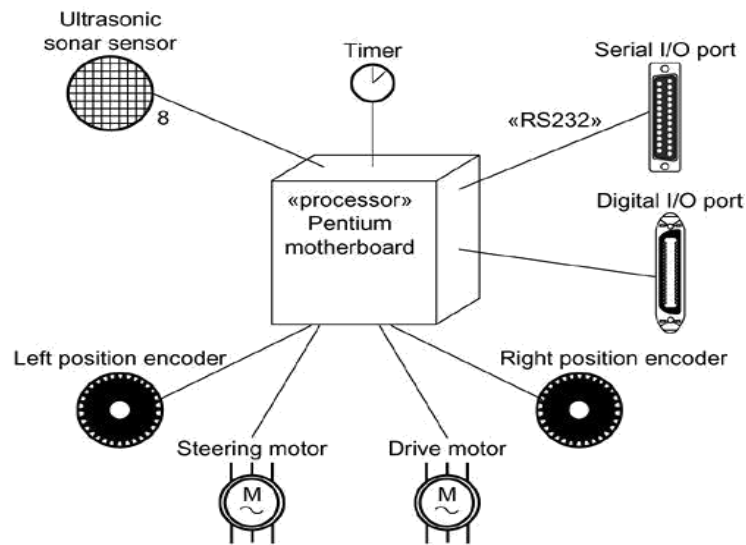 Ultrasonic
sonar sensor
Timer
Serial I/O port
8
«RS232»
«processor»
Pentium
motherboard
Digital I/O port
Left position encoder
Right position encoder
Steering motor
Drive motor
M
M